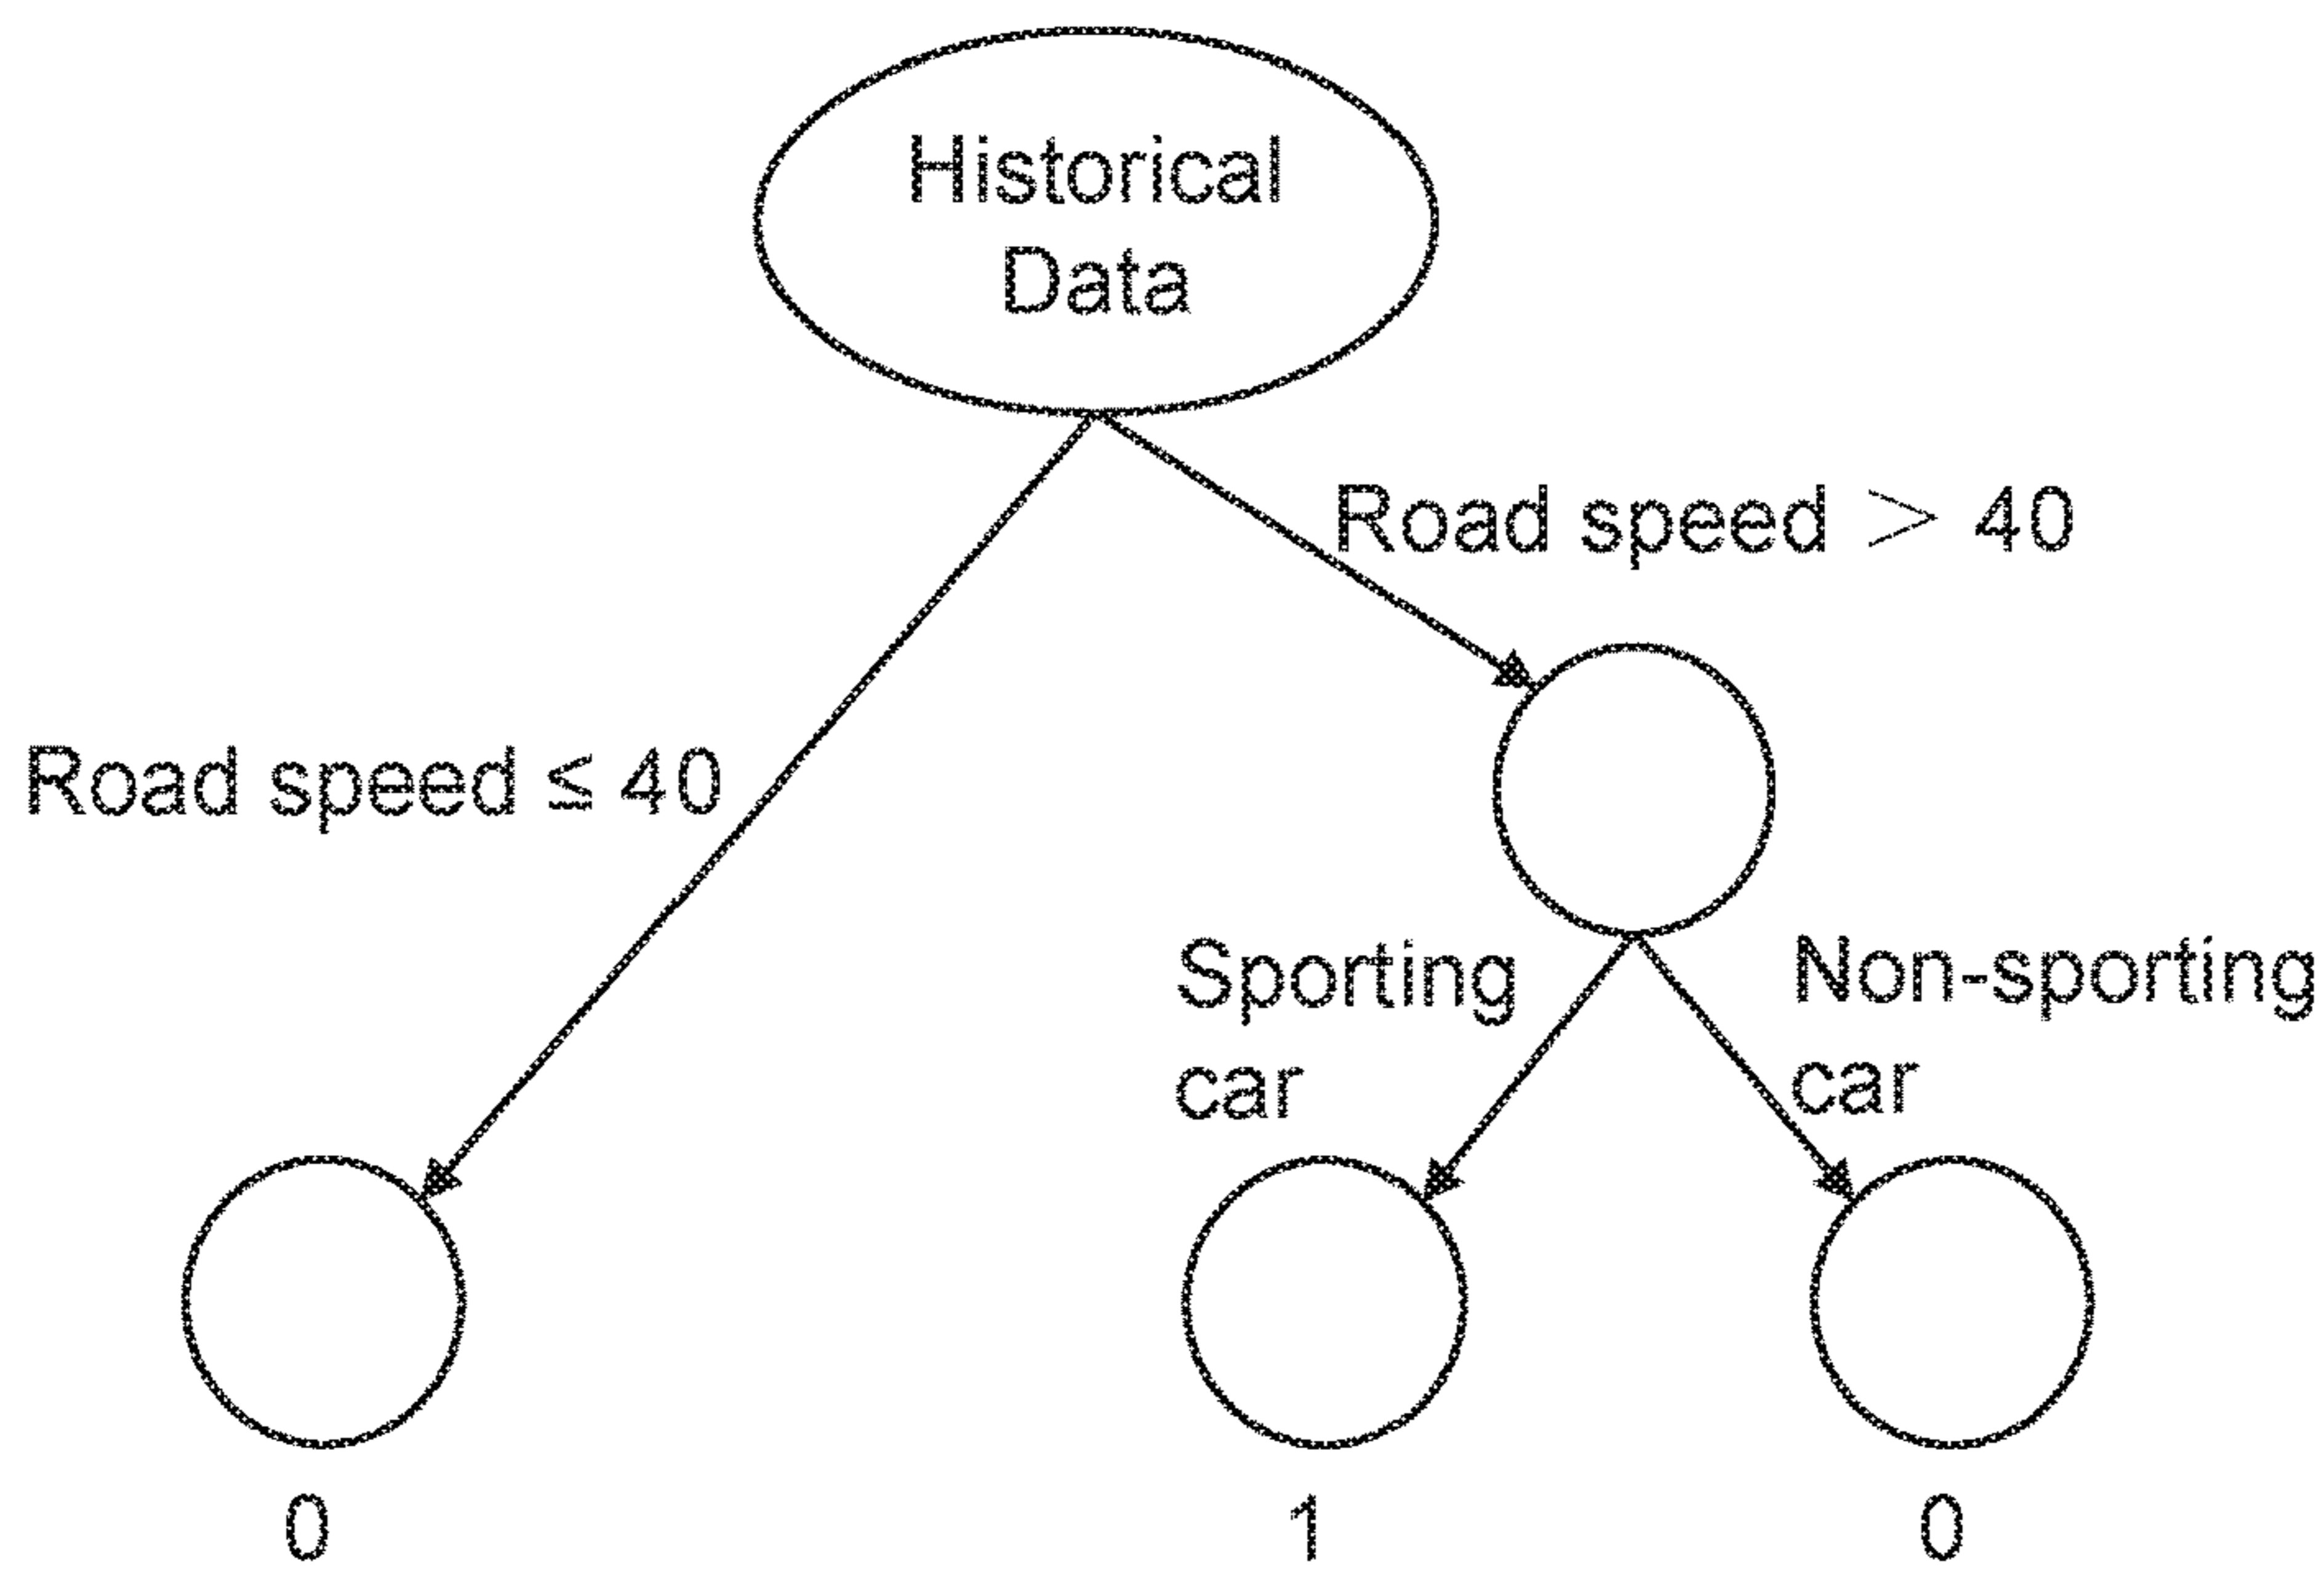 Historical
Data
Road speed > 40
Road speed ≤ 40
Sporting
car
Non-sporting
car
0
1
0